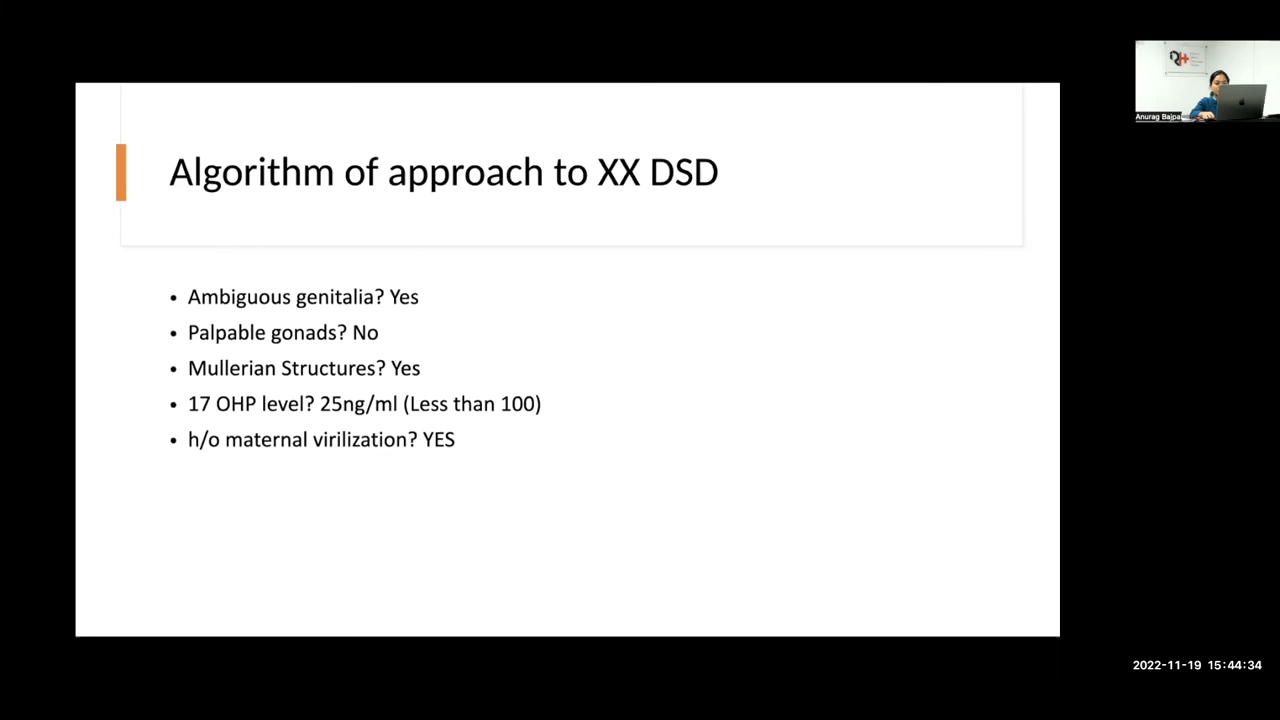 Algorithm of approach to XX DSD
• Ambiguous genitalia? Yes
• Palpable gonads? No
• Mullerian Structures? Yes
• 17 OHP level? 25ng/ml (Less than 100)
• h/o maternal virilization? YES
Anurag Bajpa
2022-11-19 15:44:34